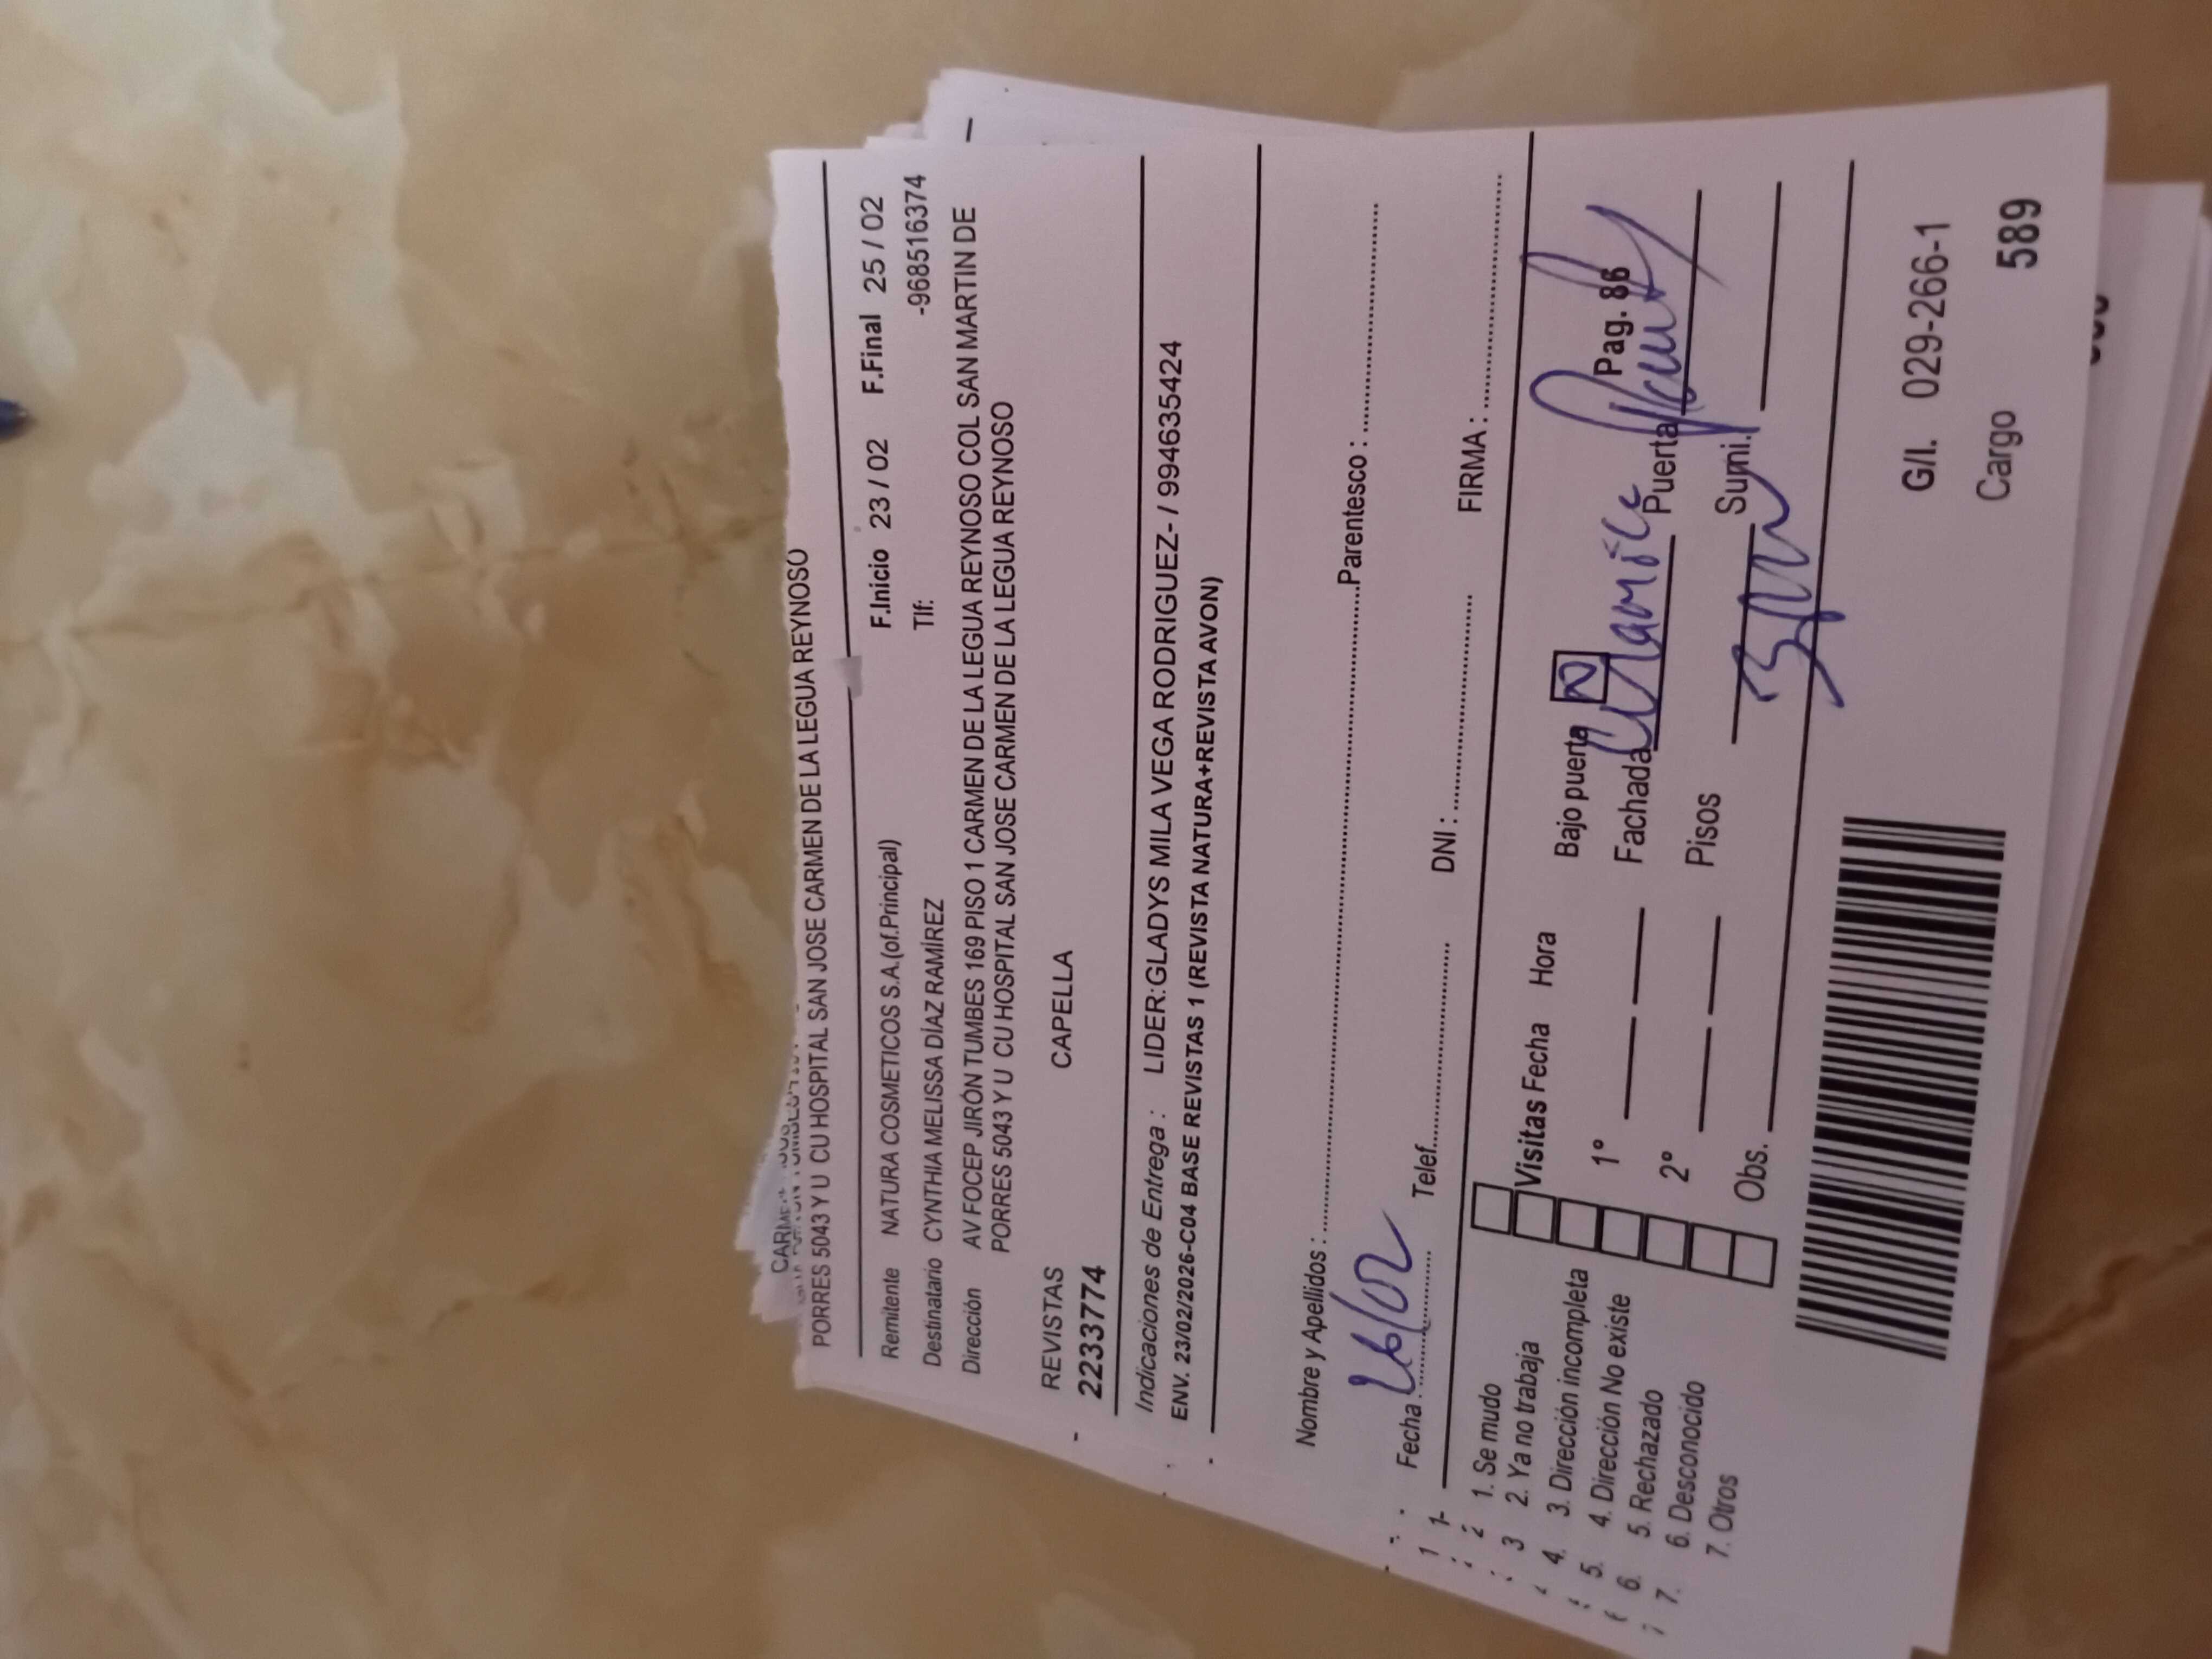 CARMEN
PORRES 5043 Y U CU HOSPITAL SAN JOSE CARMEN DE LA LEGUA REYNOSO
F.Inicio 23 / 02 F.Final 25 / 02
Remitente NATURA COSMETICOS S.A.(of.Principal)
Tlf: -968516374
Destinatario CYNTHIA MELISSA DÍAZ RAMÍREZ
Dirección AV FOCEP JIRÓN TUMBES 169 PISO 1 CARMEN DE LA LEGUA REYNOSO COL SAN MARTIN DE
PORRES 5043 Y U CU HOSPITAL SAN JOSE CARMEN DE LA LEGUA REYNOSO
REVISTAS CAPELLA
2233774
Indicaciones de Entrega : LIDER:GLADYS MILA VEGA RODRIGUEZ- / 994635424
ENV. 23/02/2026-C04 BASE REVISTAS 1 (REVISTA NATURA+REVISTA AVON)
Nombre y Apellidos : Parentesco :
Fecha : 26/02 Telef. DNI : FIRMA :
1. Se mudo
2. Ya no trabaja
3. Dirección incompleta
4. Dirección No existe
5. Rechazado
6. Desconocido
7. Otros
Visitas Fecha Hora
1°
2°
Obs.
Bajo puerta
Pag. 86
Fachada Puerta
Pisos Sumi.
G/I. 029-266-1
Cargo 589